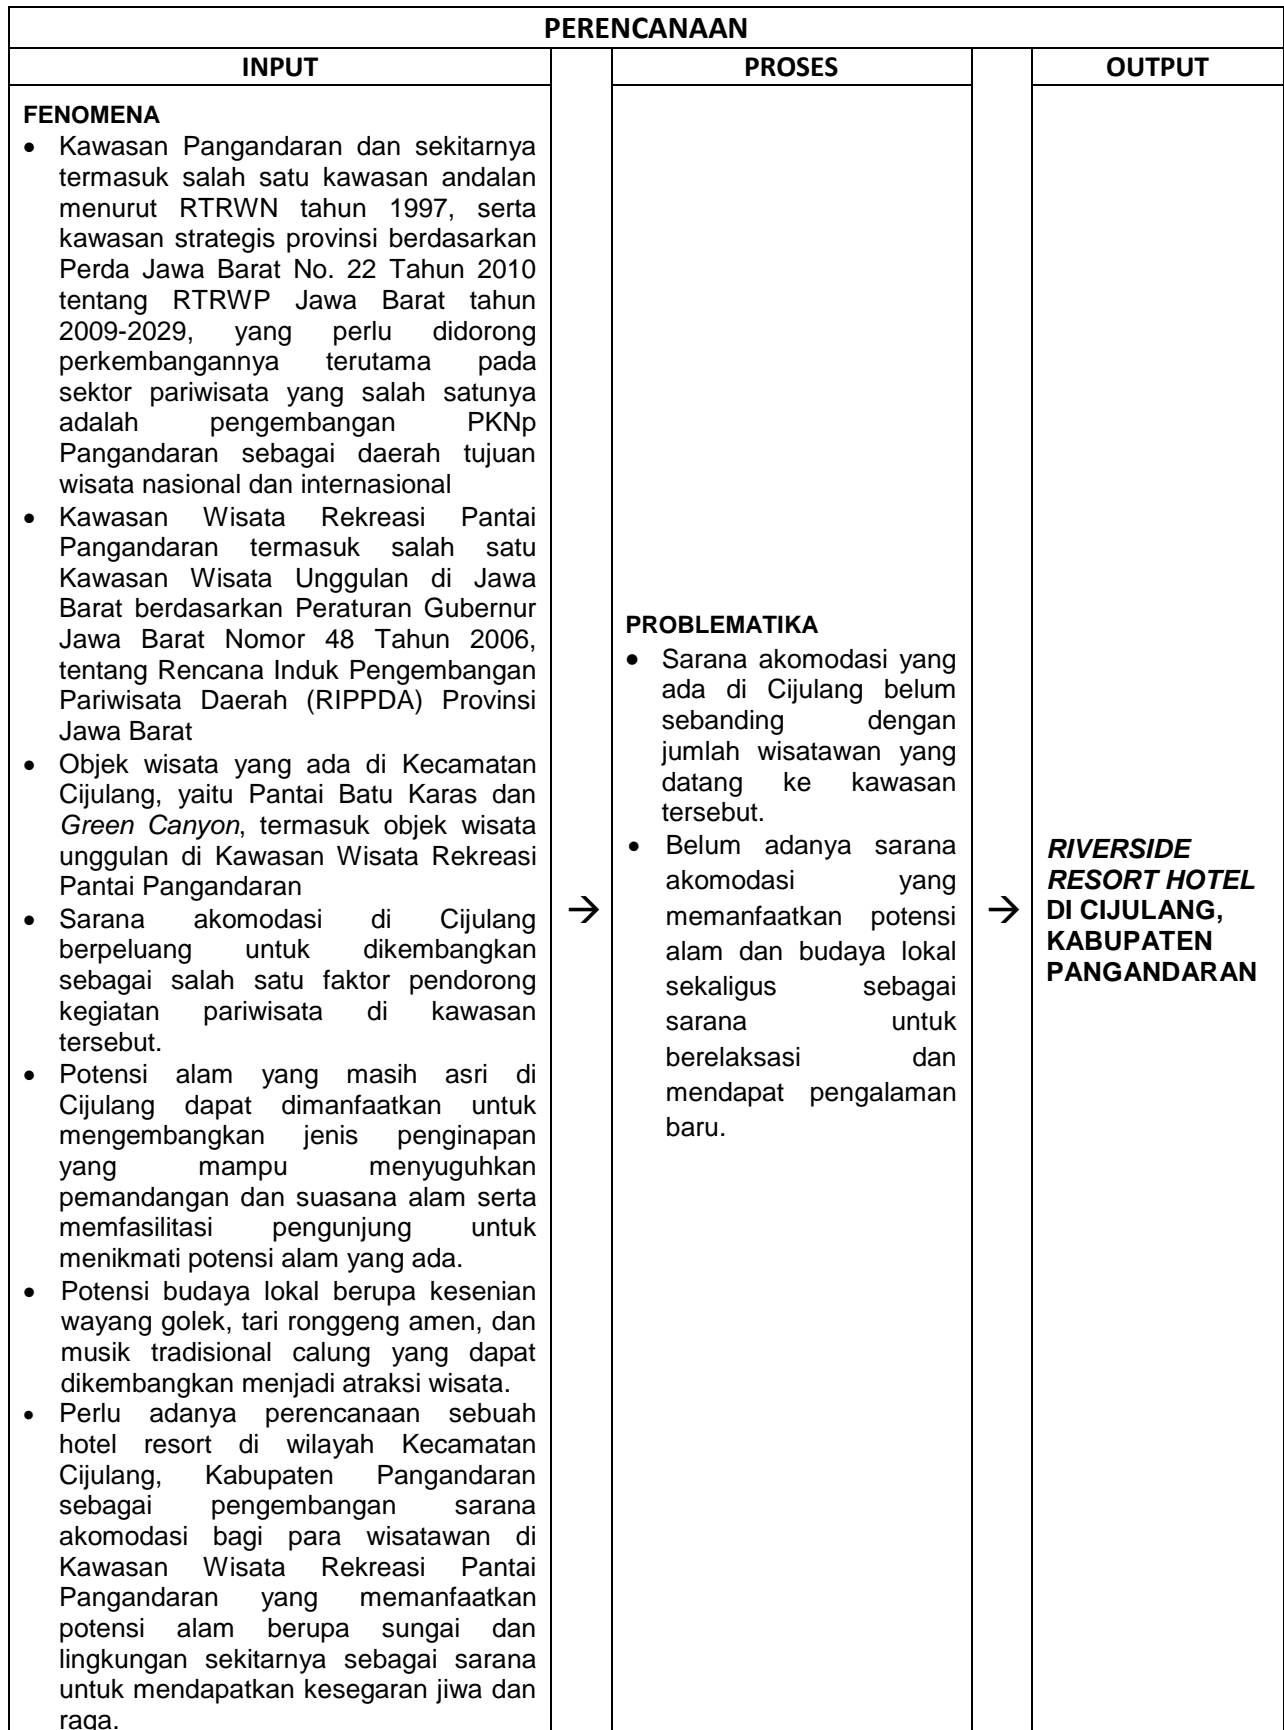 PERENCANAAN
INPUT
PROSES
OUTPUT
FENOMENA
• Kawasan Pangandaran dan sekitarnya
termasuk salah satu kawasan andalan
menurut RTRWN tahun 1997, serta
kawasan strategis provinsi berdasarkan
Perda Jawa Barat No. 22 Tahun 2010
tentang RTRWP Jawa Barat tahun
2009-2029, yang perlu didorong
perkembangannya terutama pada
sektor pariwisata yang salah satunya
adalah pengembangan PKNp
Pangandaran sebagai daerah tujuan
wisata nasional dan internasional
• Kawasan Wisata Rekreasi Pantai
Pangandaran termasuk salah satu
Kawasan Wisata Unggulan di Jawa
Barat berdasarkan Peraturan Gubernur
Jawa Barat Nomor 48 Tahun 2006,
tentang Rencana Induk Pengembangan
Pariwisata Daerah (RIPPDA) Provinsi
Jawa Barat
• Objek wisata yang ada di Kecamatan
Cijulang, yaitu Pantai Batu Karas dan
Green Canyon, termasuk objek wisata
unggulan di Kawasan Wisata Rekreasi
Pantai Pangandaran
• Sarana akomodasi di Cijulang
berpeluang untuk dikembangkan
sebagai salah satu faktor pendorong
kegiatan pariwisata di kawasan
tersebut.
• Potensi alam yang masih asri di
Cijulang dapat dimanfaatkan untuk
mengembangkan jenis penginapan
yang mampu menyuguhkan
pemandangan dan suasana alam serta
memfasilitasi pengunjung untuk
menikmati potensi alam yang ada.
• Potensi budaya lokal berupa kesenian
wayang golek, tari ronggeng amen, dan
musik tradisional calung yang dapat
dikembangkan menjadi atraksi wisata.
• Perlu adanya perencanaan sebuah
hotel resort di wilayah Kecamatan
Cijulang, Kabupaten Pangandaran
sebagai pengembangan sarana
akomodasi bagi para wisatawan di
Kawasan Wisata Rekreasi Pantai
Pangandaran yang memanfaatkan
potensi alam berupa sungai dan
lingkungan sekitarnya sebagai sarana
untuk mendapatkan kesegaran jiwa dan
raga.
→
PROBLEMATIKA
• Sarana akomodasi yang
ada di Cijulang belum
sebanding dengan
jumlah wisatawan yang
datang ke kawasan
tersebut.
• Belum adanya sarana
akomodasi yang
memanfaatkan potensi
alam dan budaya lokal
sekaligus sebagai
sarana untuk
berelaksasi dan
mendapat pengalaman
baru.
→
RIVERSIDE
RESORT HOTEL
DI CIJULANG,
KABUPATEN
PANGANDARAN